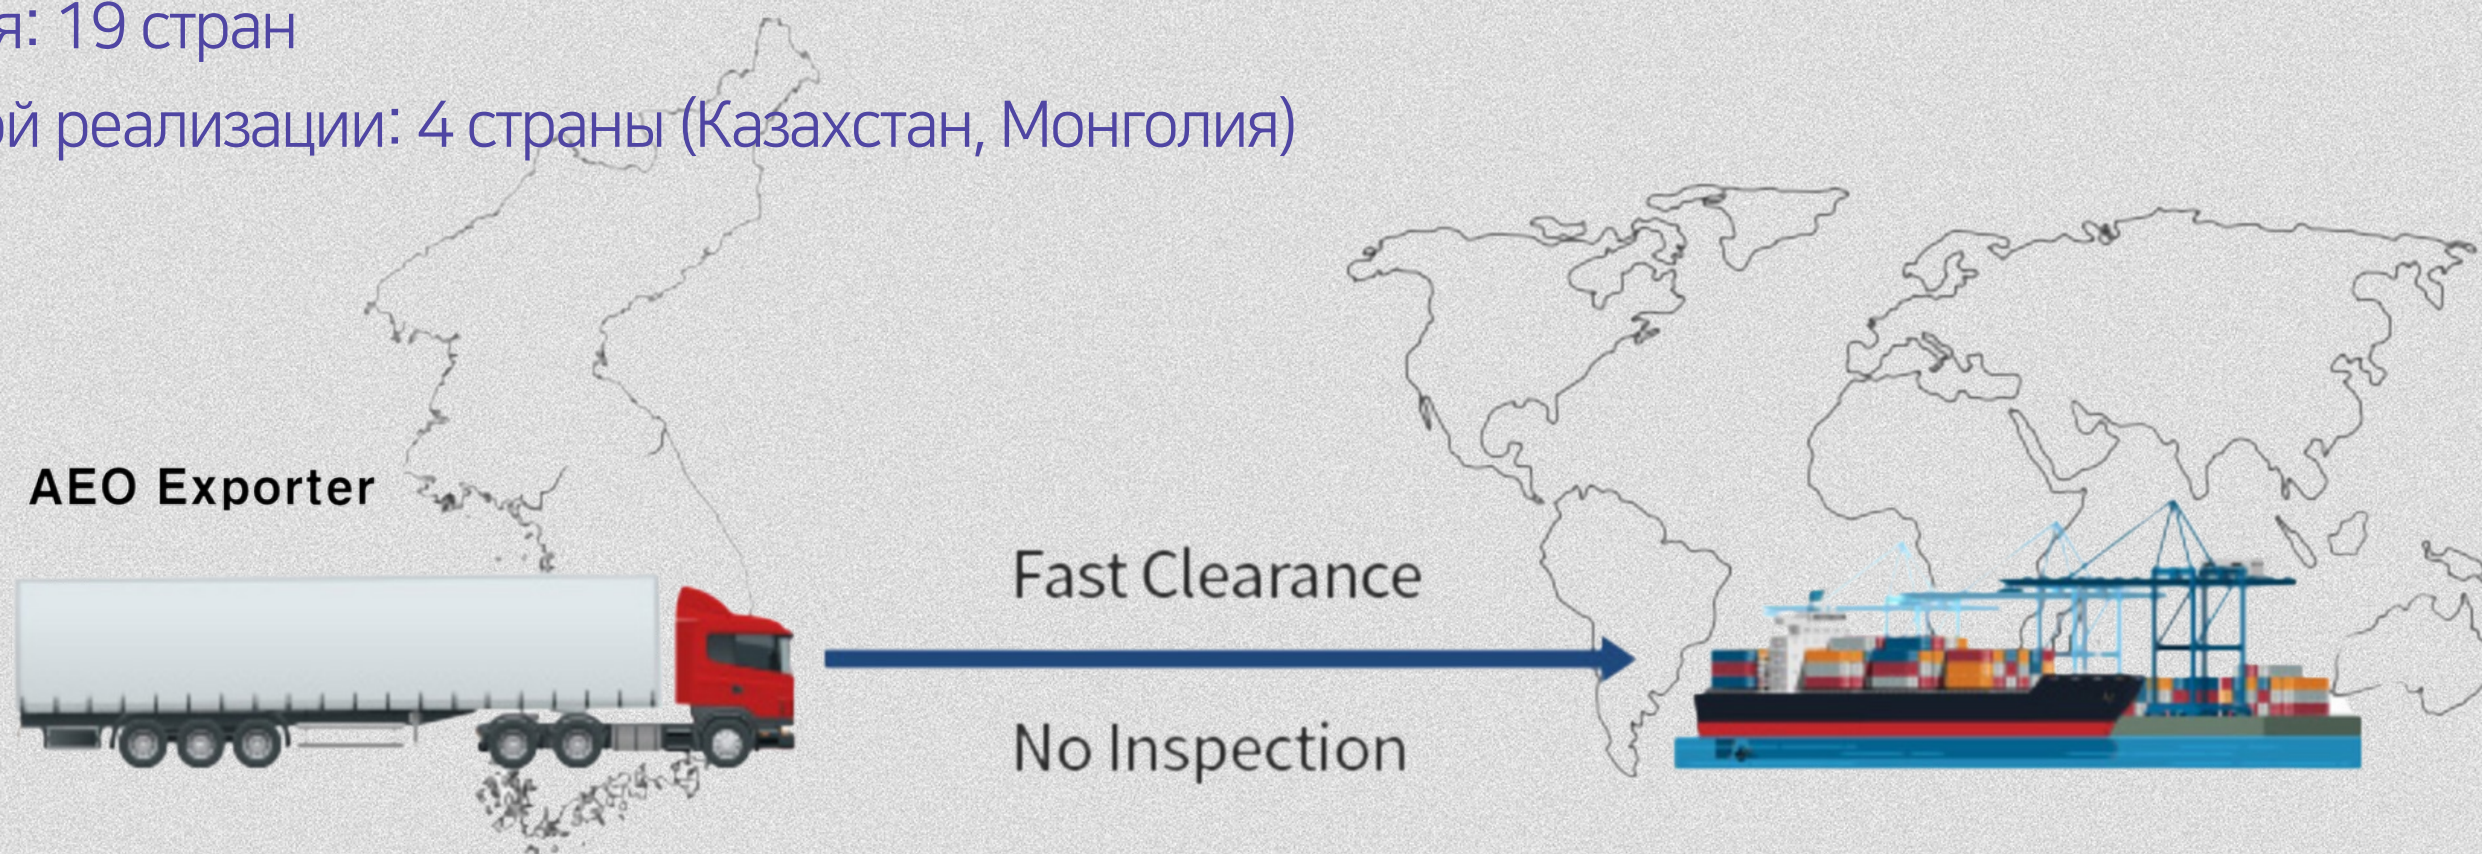 я: 19 стран
ой реализации: 4 страны (Казахстан, Монголия)
AEO Exporter
Fast Clearance
No Inspection